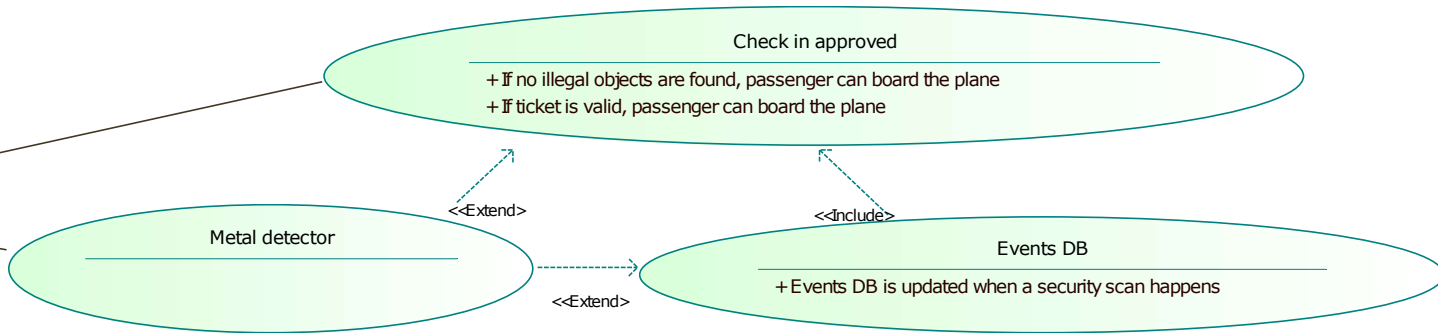 Check in approved
+ If no illegal objects are found, passenger can board the plane
+ If ticket is valid, passenger can board the plane
<<Extend>
<<Include>
Metal detector
Events DB
+ Events DB is updated when a security scan happens
<<Extend>